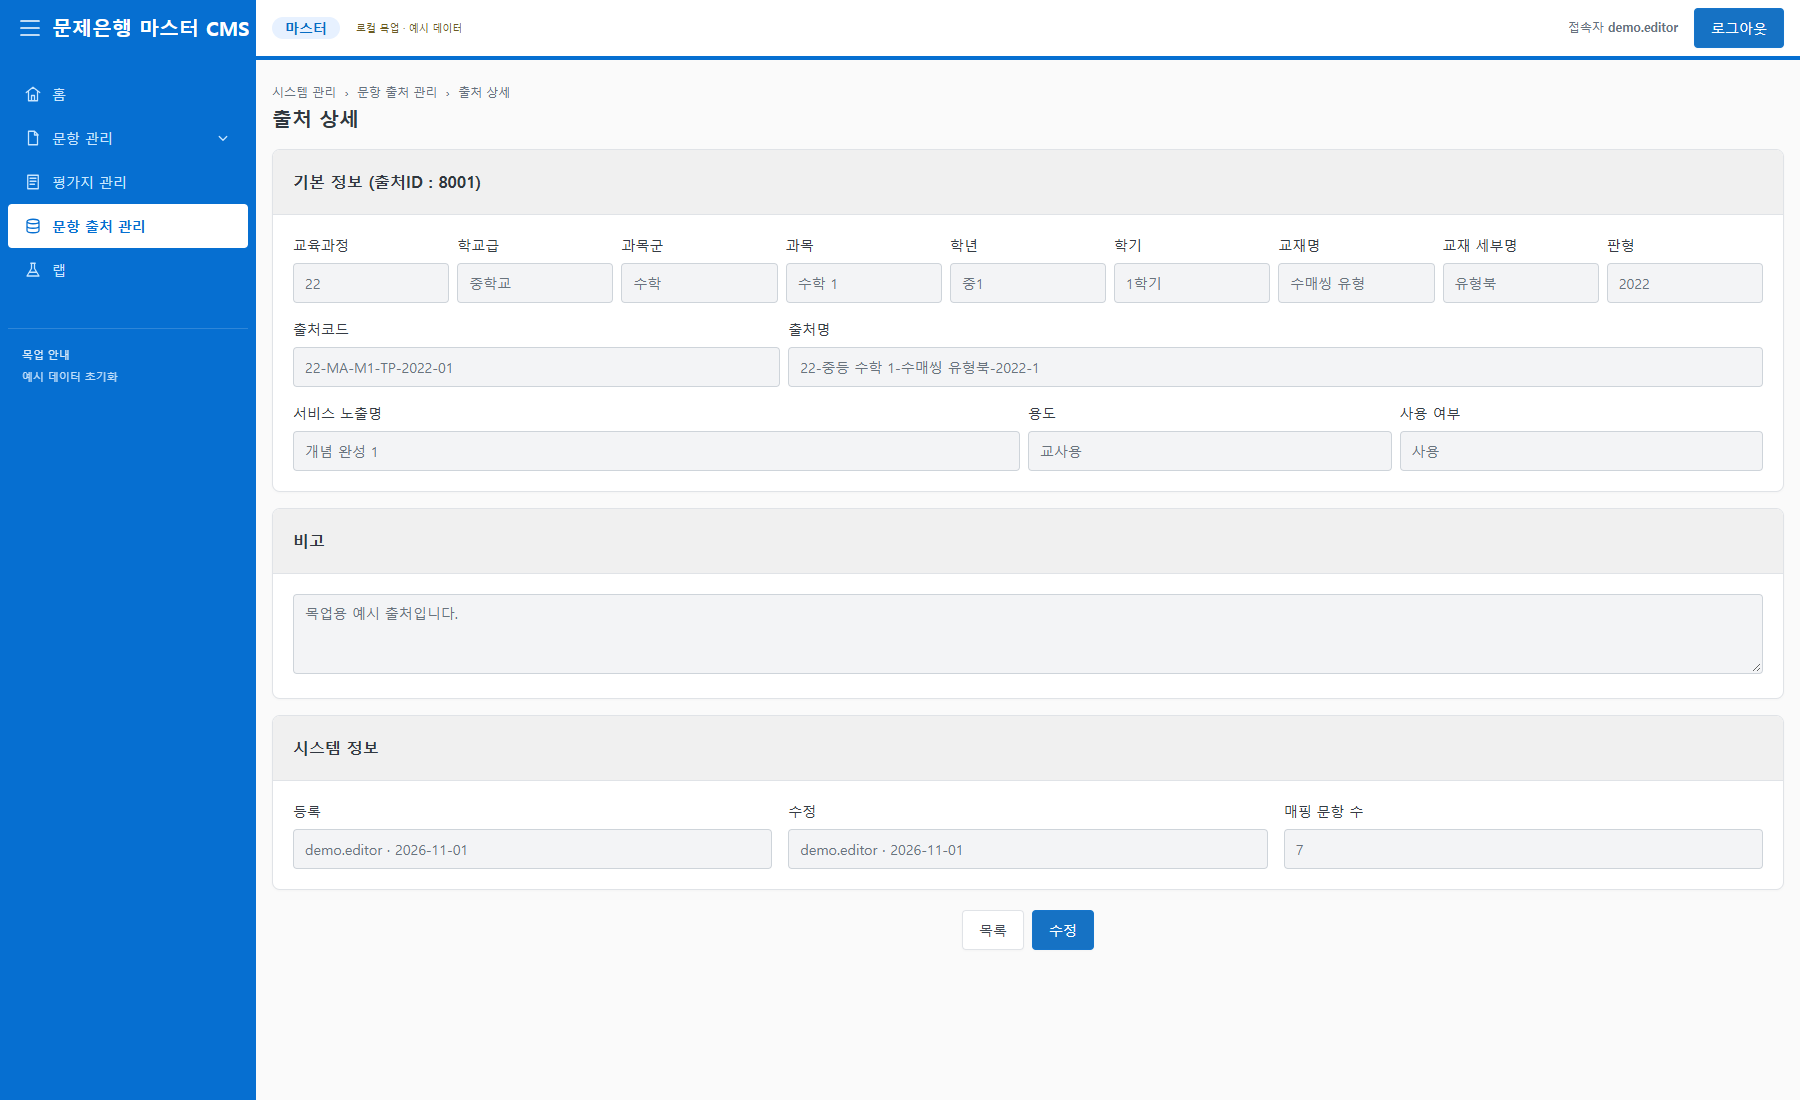 문제은행 마스터 CMS
마스터
로컬 목업 · 예시 데이터
접속자 demo.editor
로그아웃
홈
문항 관리
평가지 관리
문항 출처 관리
랩
목업 안내
예시 데이터 초기화
시스템 관리 › 문항 출처 관리 › 출처 상세
출처 상세
기본 정보 (출처ID : 8001)
교육과정 학교급 과목군 과목 학년 학기 교재명 교재 세부명 판형
22 중학교 수학 수학 1 중1 1학기 수매씽 유형 유형북 2022
출처코드 출처명
22-MA-M1-TP-2022-01 22-중등 수학 1-수매씽 유형북-2022-1
서비스 노출명 용도 사용 여부
개념 완성 1 교사용 사용
비고
목업용 예시 출처입니다.
시스템 정보
등록 수정 매핑 문항 수
demo.editor · 2026-11-01 demo.editor · 2026-11-01 7
목록 수정